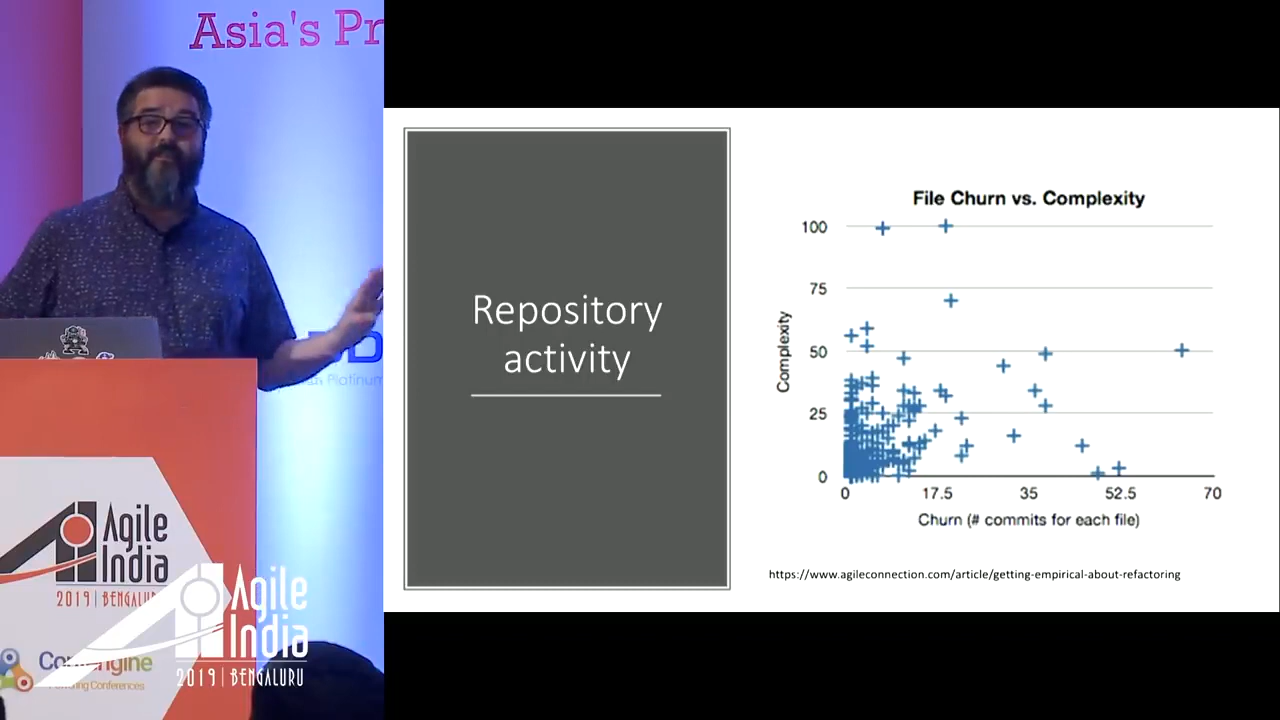 Asia's Pr
Platinum
Agile
India
2019 | BENGALURU
Agile
India
2019 | BENGALURU
Repository
activity
File Churn vs. Complexity
100
75
50
25
0
Complexity
0 17.5 35 52.5 70
Churn (# commits for each file)
https://www.agileconnection.com/article/getting-empirical-about-refactoring